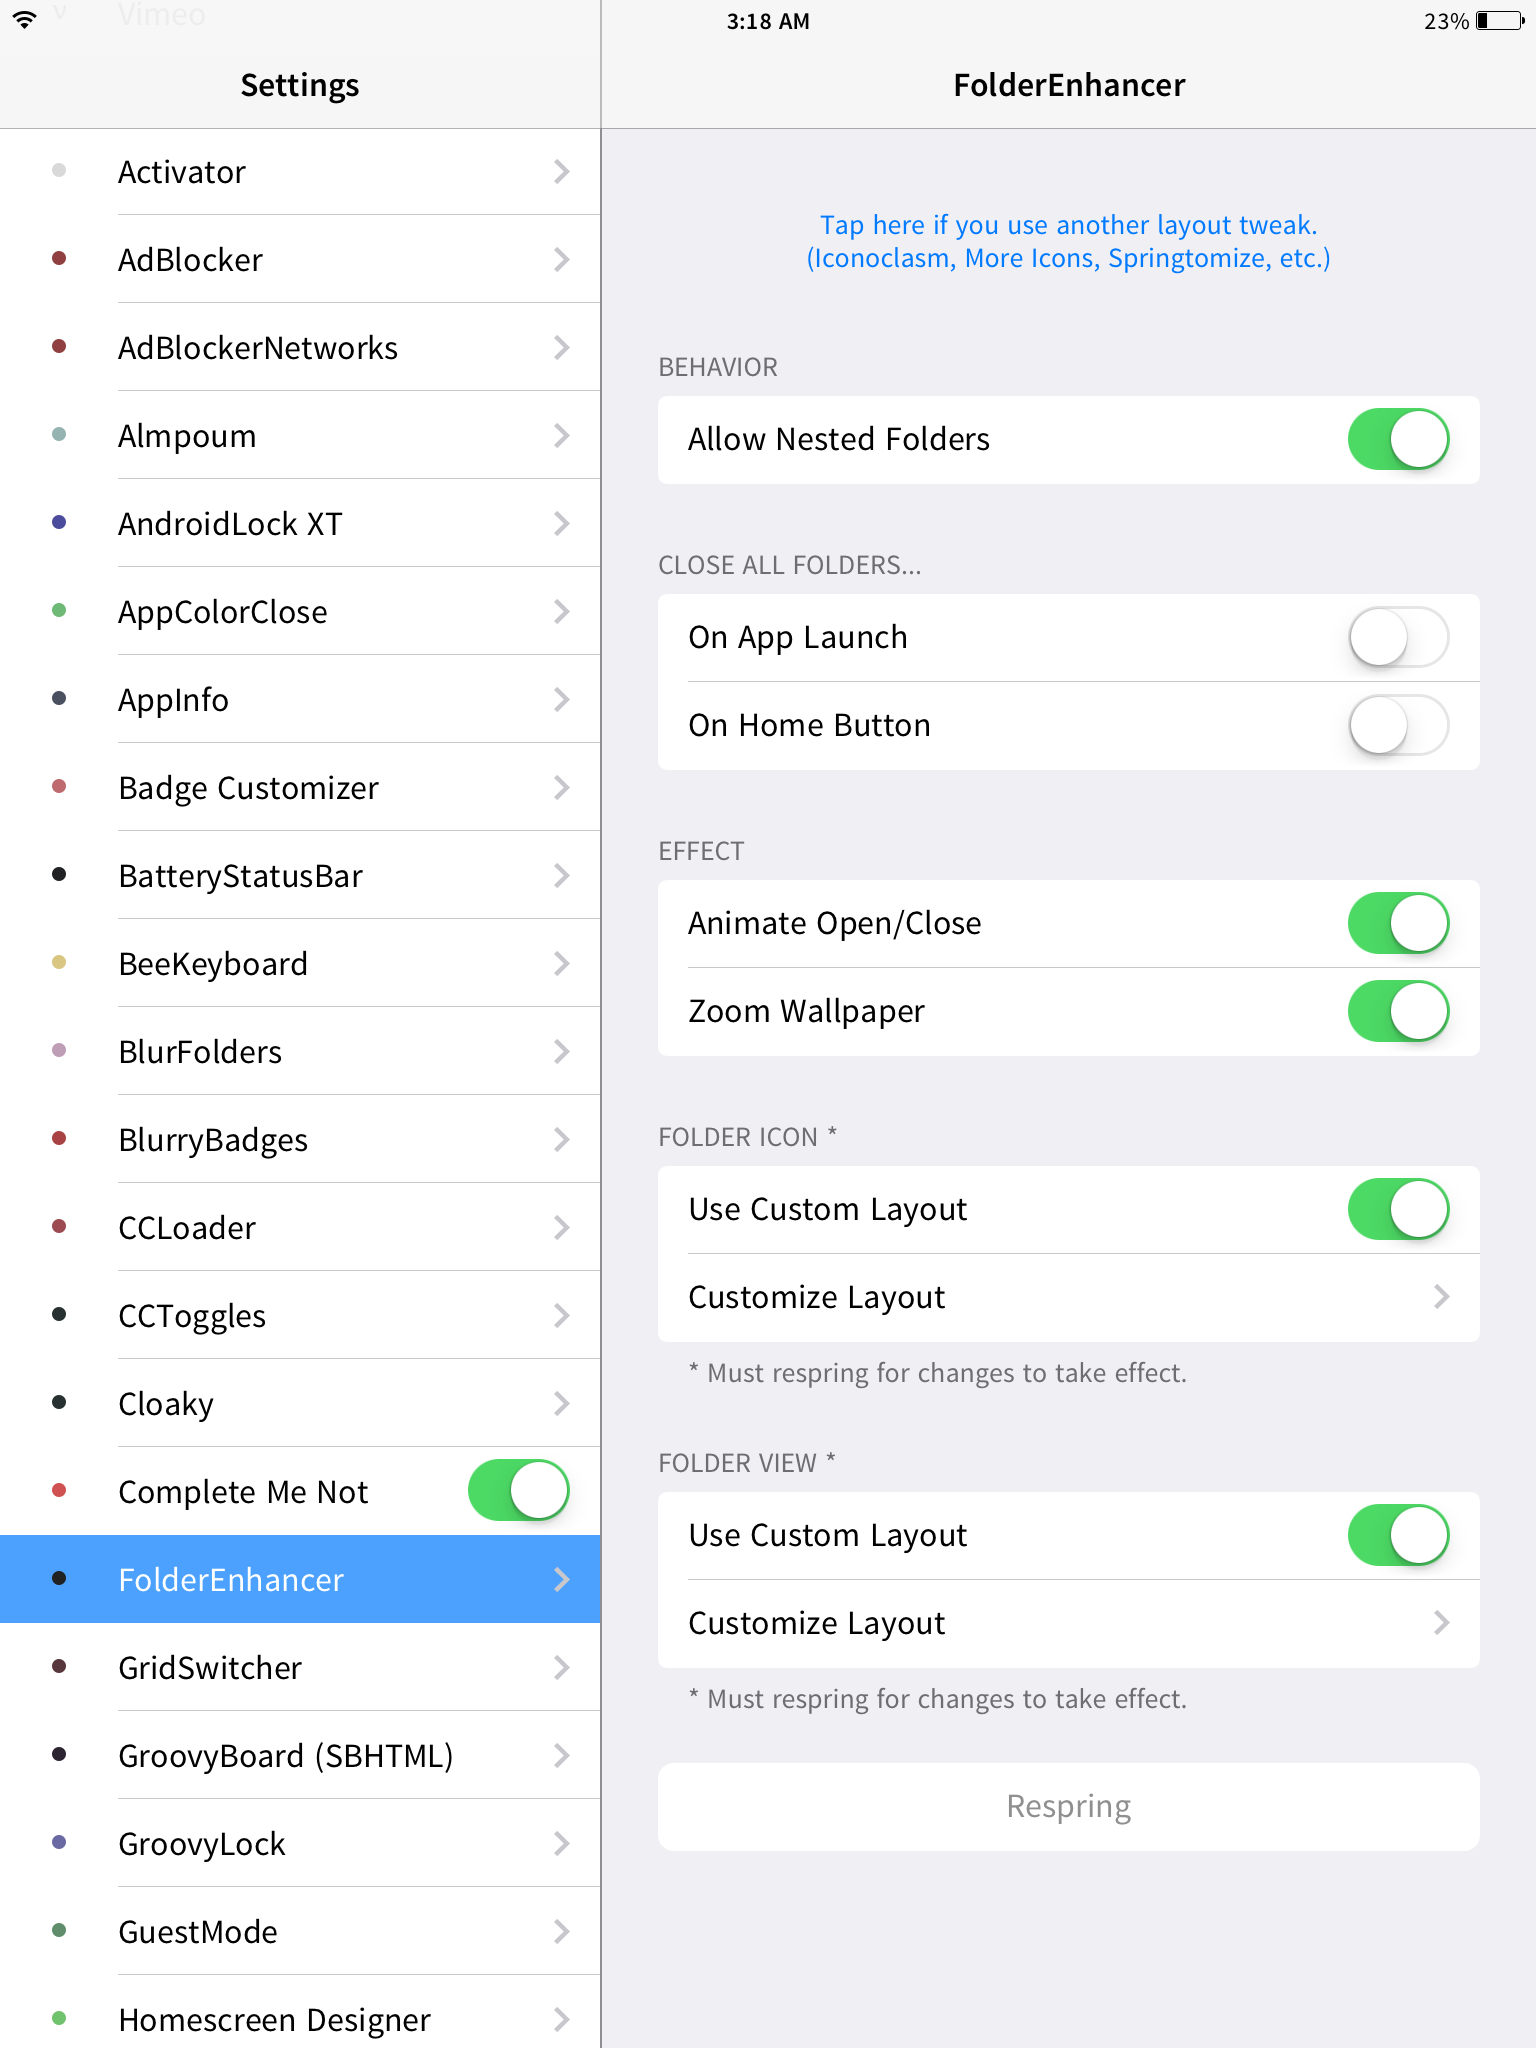 Vimeo
3:18 AM
23%
Settings
FolderEnhancer
Activator
AdBlocker
AdBlockerNetworks
Almpoum
AndroidLock XT
AppColorClose
AppInfo
Badge Customizer
BatteryStatusBar
BeeKeyboard
BlurFolders
BlurryBadges
CCLoader
CCToggles
Cloaky
Complete Me Not
FolderEnhancer
GridSwitcher
GroovyBoard (SBHTML)
GroovyLock
GuestMode
Homescreen Designer
Tap here if you use another layout tweak.
(Iconoclasm, More Icons, Springtomize, etc.)
BEHAVIOR
Allow Nested Folders
CLOSE ALL FOLDERS...
On App Launch
On Home Button
EFFECT
Animate Open/Close
Zoom Wallpaper
FOLDER ICON *
Use Custom Layout
Customize Layout
* Must respring for changes to take effect.
FOLDER VIEW *
Use Custom Layout
Customize Layout
* Must respring for changes to take effect.
Respring